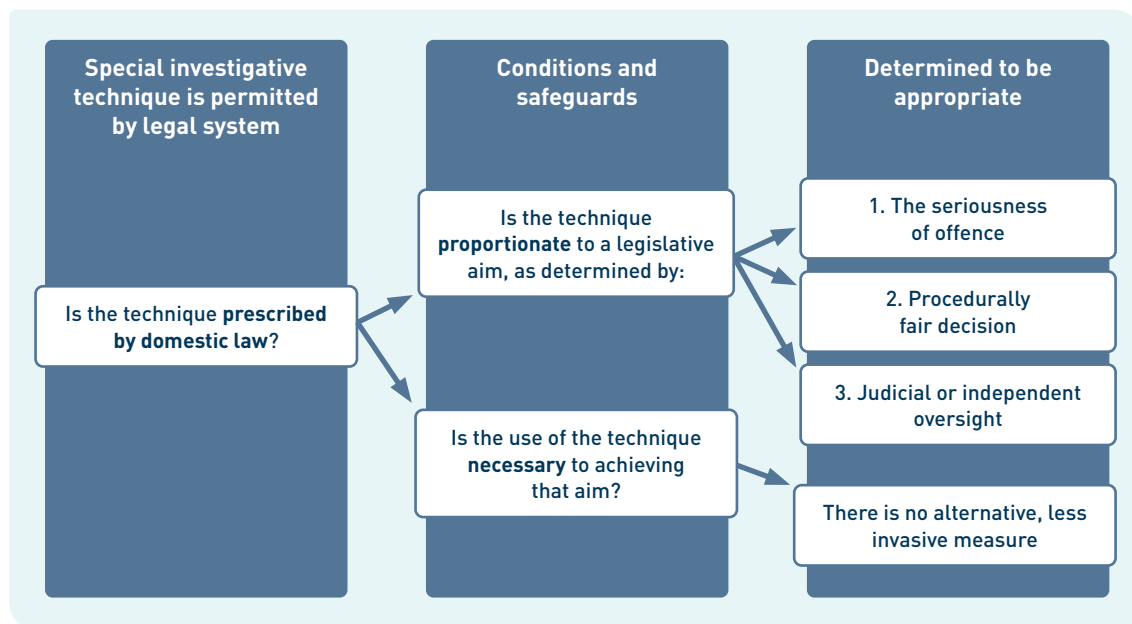 Special investigative
technique is permitted
by legal system
Is the technique prescribed
by domestic law?
Conditions and
safeguards
Is the technique
proportionate to a legislative
aim, as determined by:
Is the use of the technique
necessary to achieving
that aim?
Determined to be
appropriate
1. The seriousness
of offence
2. Procedurally
fair decision
3. Judicial or independent
oversight
There is no alternative, less
invasive measure